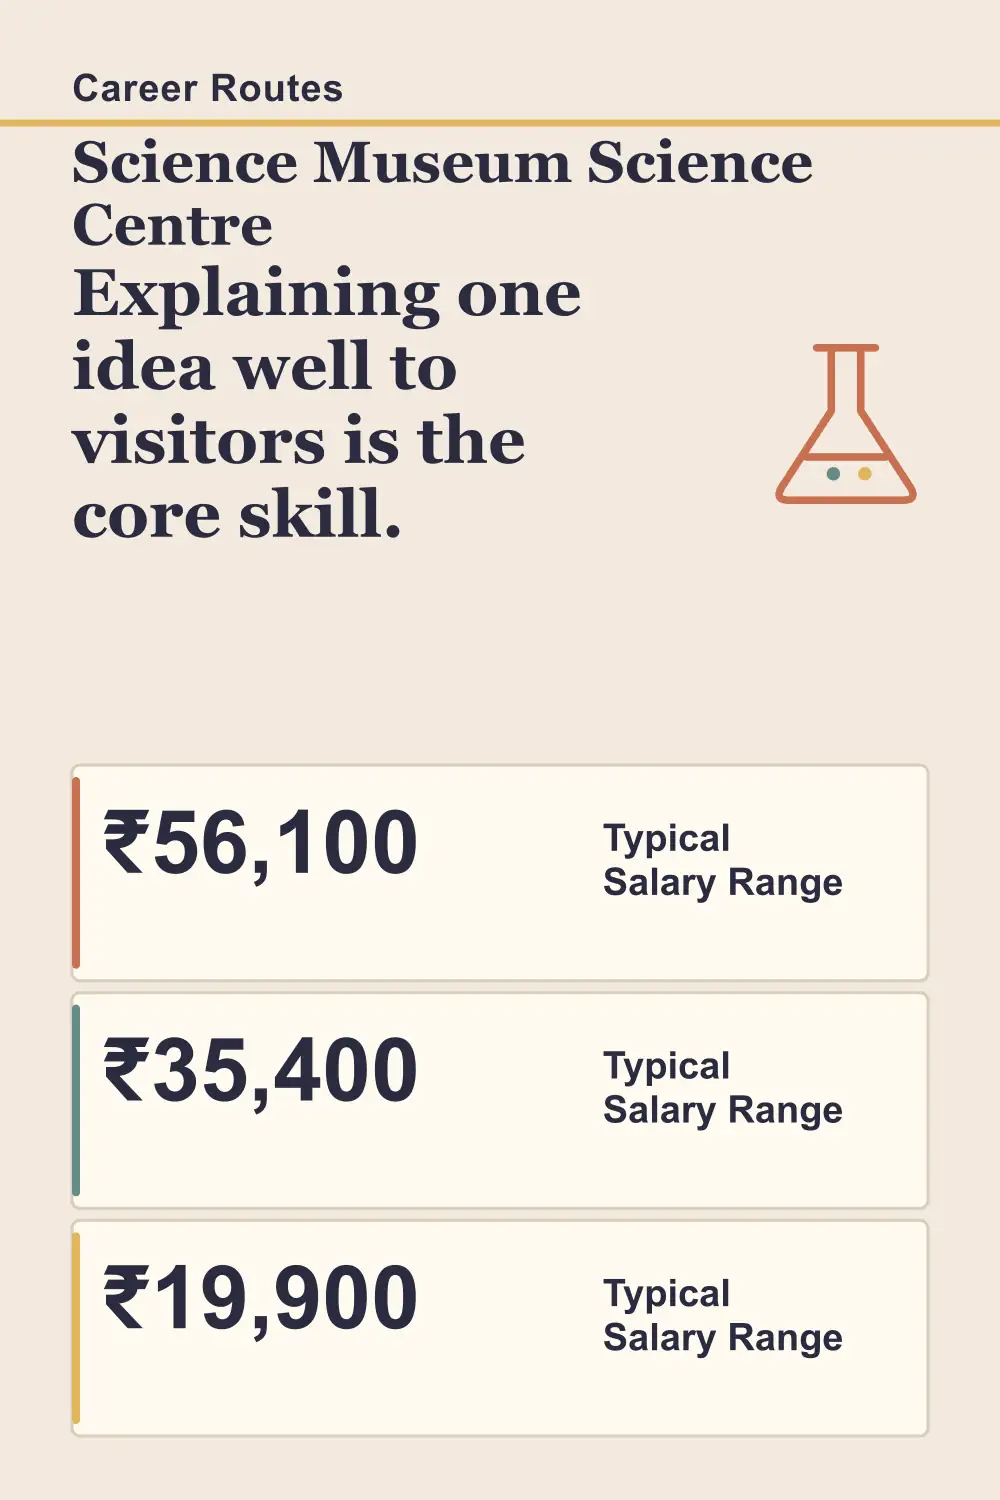 Career Routes
Science Museum Science
Centre
Explaining one
idea well to
visitors is the
core skill.
₹56,100
Typical
Salary Range
₹35,400
Typical
Salary Range
₹19,900
Typical
Salary Range